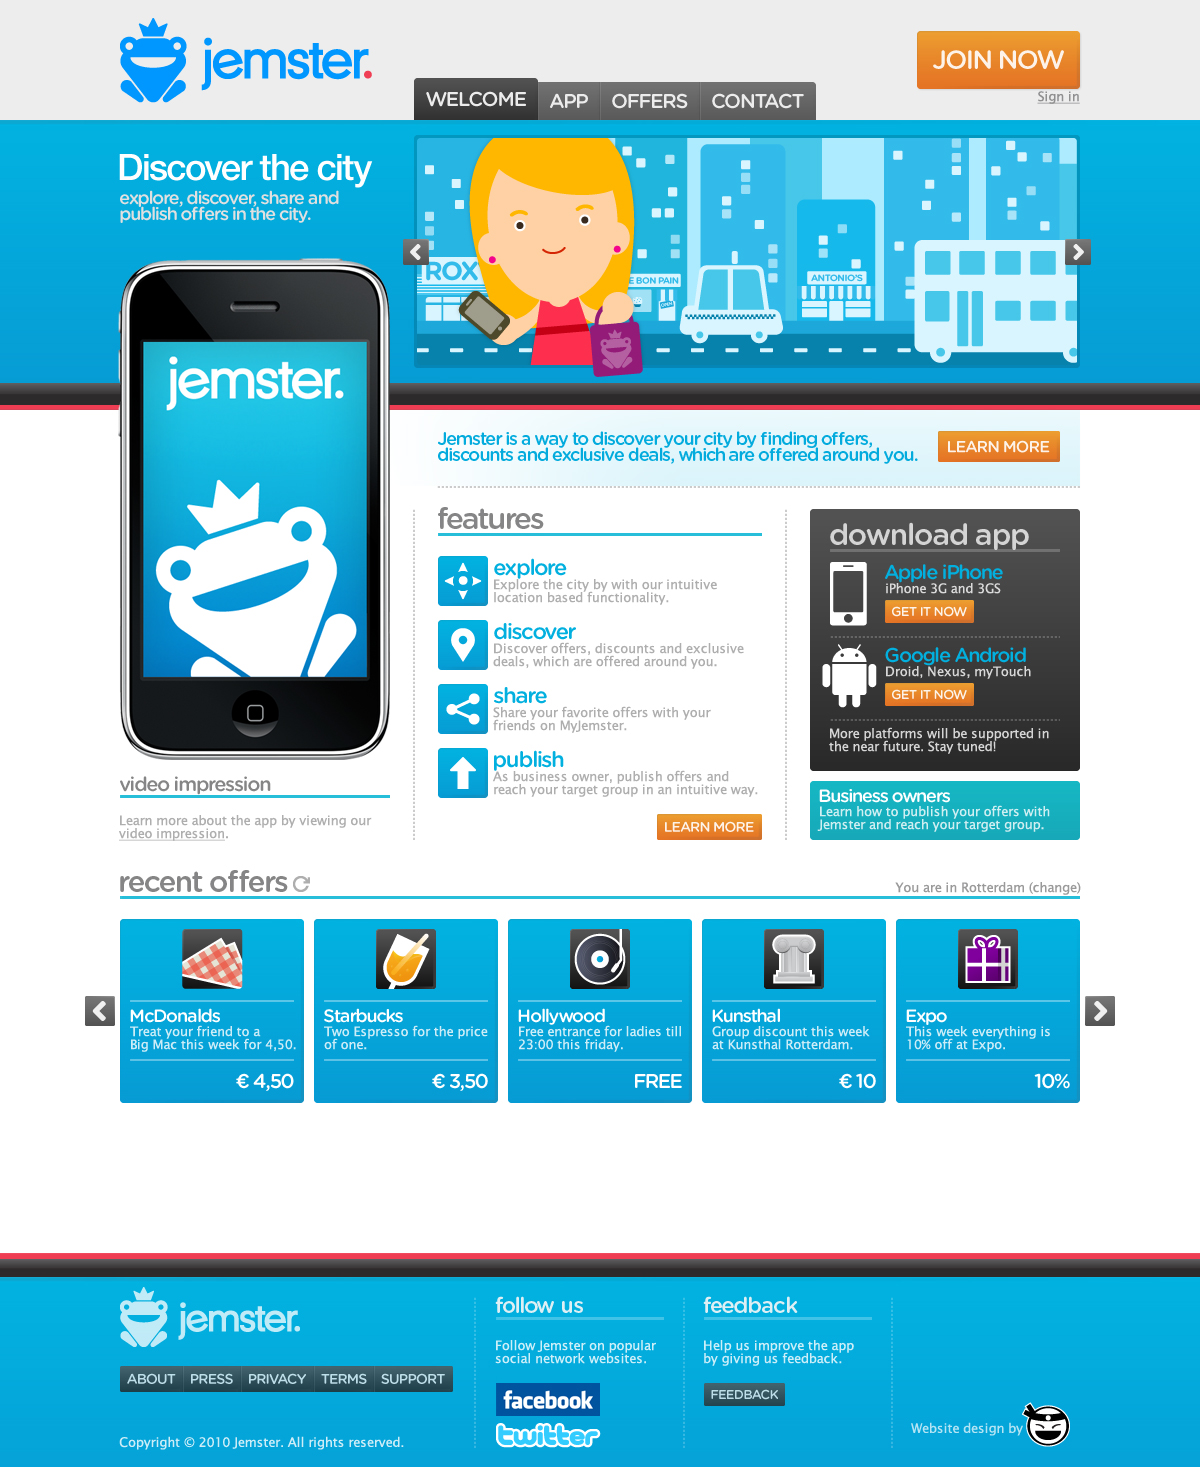 jemster.
JOIN NOW
Sign in
WELCOME
APP
OFFERS
CONTACT
Discover the city
explore, discover, share and
publish offers in the city.
ROX
E BON PAIN
OPEN
ANTONIO'S
jemster.
Jemster is a way to discover your city by finding offers,
discounts and exclusive deals, which are offered around you.
LEARN MORE
features
explore
Explore the city by with our intuitive
location based functionality.
discover
Discover offers, discounts and exclusive
deals, which are offered around you.
share
Share your favorite offers with your
friends on MyJemster.
publish
As business owner, publish offers and
reach your target group in an intuitive way.
LEARN MORE
download app
Apple iPhone
iPhone 3G and 3GS
GET IT NOW
Google Android
Droid, Nexus, myTouch
GET IT NOW
More platforms will be supported in
the near future. Stay tuned!
Business owners
Learn how to publish your offers with
Jemster and reach your target group.
video impression
Learn more about the app by viewing our
video impression.
recent offers
You are in Rotterdam (change)
McDonalds
Treat your friend to a
Big Mac this week for 4,50.
€ 4,50
Starbucks
Two Espresso for the price
of one.
€ 3,50
Hollywood
Free entrance for ladies till
23:00 this friday.
FREE
Kunsthal
Group discount this week
at Kunsthal Rotterdam.
€ 10
Expo
This week everything is
10% off at Expo.
10%
jemster.
ABOUT
PRESS
PRIVACY
TERMS
SUPPORT
Copyright © 2010 Jemster. All rights reserved.
follow us
Follow Jemster on popular
social network websites.
facebook
twitter
feedback
Help us improve the app
by giving us feedback.
FEEDBACK
Website design by